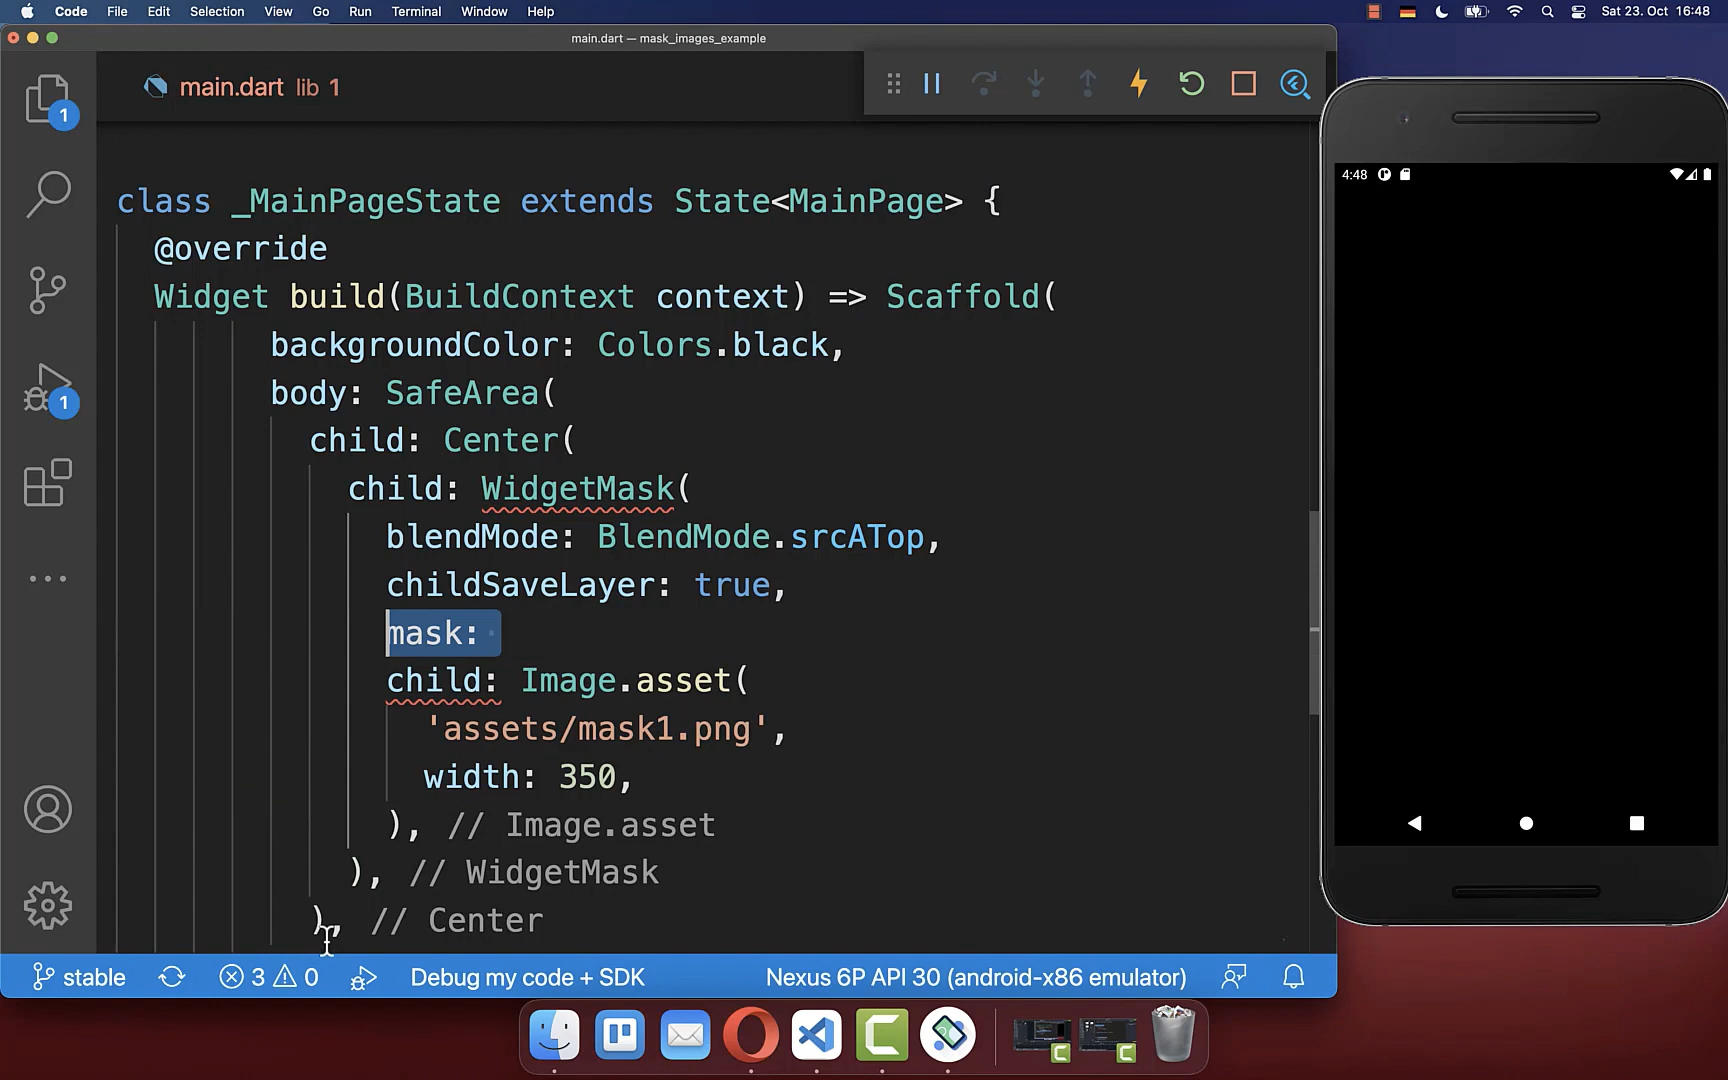 Code File Edit Selection View Go Run Terminal Window Help Sat 23. Oct 16:48
main.dart — mask_images_example
main.dart lib 1
1
class _MainPageState extends State<MainPage> {
@override
Widget build(BuildContext context) => Scaffold(
backgroundColor: Colors.black,
body: SafeArea(
1
child: Center(
child: WidgetMask(
blendMode: BlendMode.srcATop,
childSaveLayer: true,
mask:
child: Image.asset(
'assets/mask1.png',
width: 350,
), // Image.asset
), // WidgetMask
), // Center
stable 3 0 Debug my code + SDK Nexus 6P API 30 (android-x86 emulator)
4:48